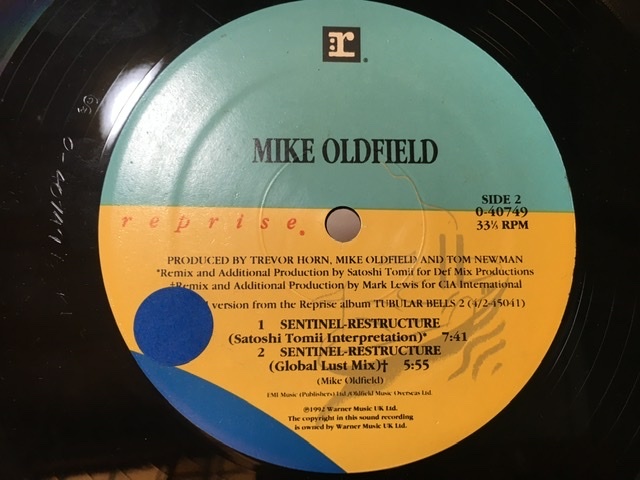 r
MIKE OLDFIELD
SIDE 2
0-40749
33⅓ RPM
reprise
PRODUCED BY TREVOR HORN, MIKE OLDFIELD AND TOM NEWMAN
*Remix and Additional Production by Satoshi Tomii for Def Mix Productions
†Remix and Additional Production by Mark Lewis for CIA International
version from the Reprise album TUBULAR BELLS 2 (4/2-45041)
1 SENTINEL-RESTRUCTURE
(Satoshi Tomii Interpretation)* 7:41
2 SENTINEL-RESTRUCTURE
(Global Lust Mix)† 5:55
(Mike Oldfield)
EMI Music (Publishers) Ltd./Oldfield Music Overseas Ltd.
℗1992 Warner Music UK Ltd.
The copyright in this sound recording
is owned by Warner Music UK Ltd.